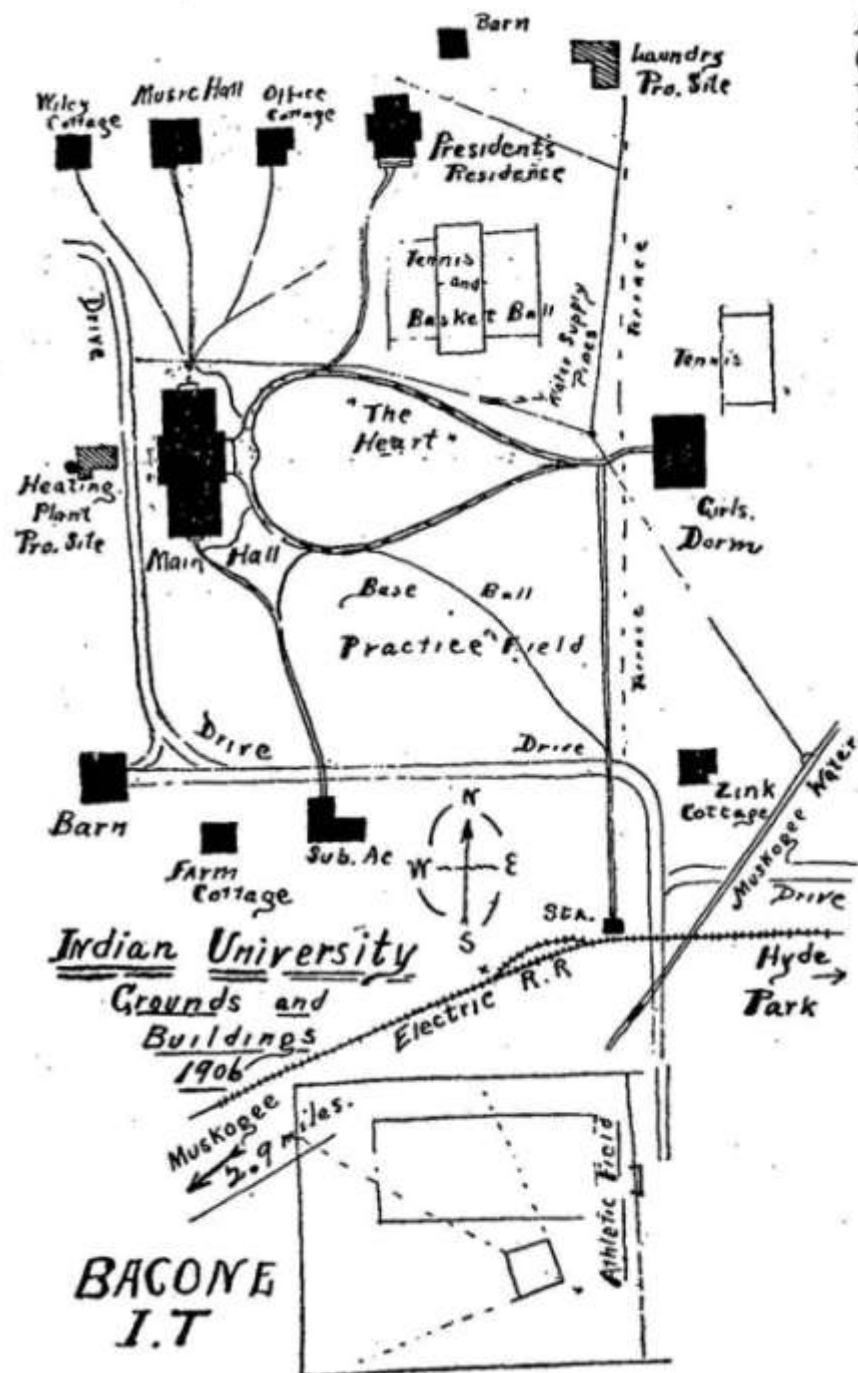 Barn
Laundry
Pro. Site
Wiley
Cottage
Music Hall
Office
Cottage
Presidents
Residence
Tennis
and
Basket Ball
Water Supply
Pipes
Terrace
Tennis
Drive
"The
Heart"
Heating
Plant
Pro. Site
Main Hall
Girls.
Dorm
Base Ball
Practice Field
Terrace
Drive
Drive
Barn
Farm
Cottage
Sub. Ac
N
W E
S
Zink
Cottage
Muskogee Water
Drive
Sta.
Hyde
Park
Electric R.R
Indian University
Grounds and
Buildings
1906
Muskogee
2.9 miles.
Athletic Field
BACONE
I.T